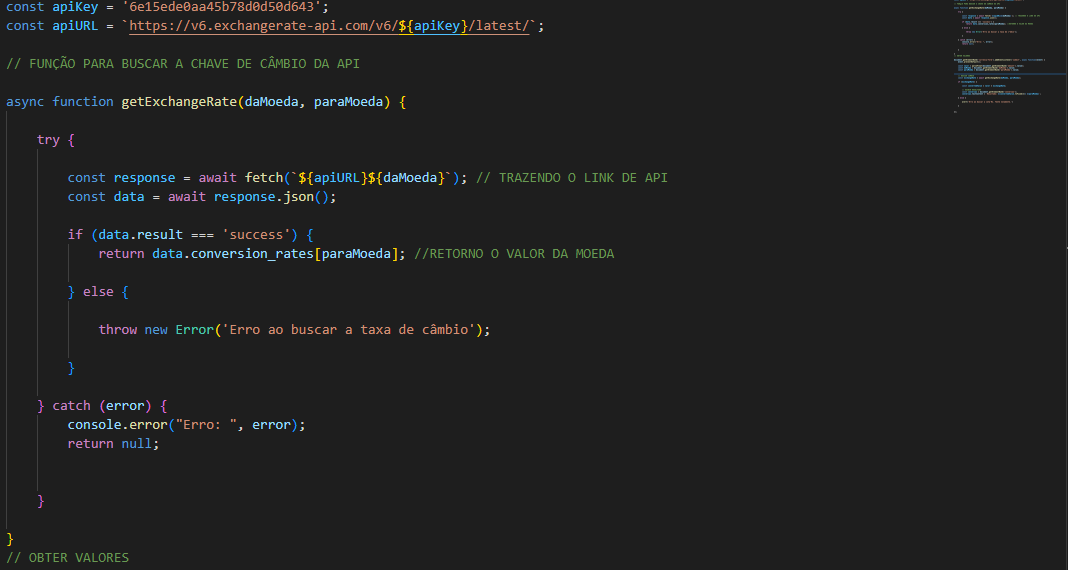 const apiKey = '6e15ede0aa45b78d0d50d643';
const apiURL = `https://v6.exchangerate-api.com/v6/${apiKey}/latest/`;
// FUNÇÃO PARA BUSCAR A CHAVE DE CÂMBIO DA API
async function getExchangeRate(daMoeda, paraMoeda) {
try {
const response = await fetch(`${apiURL}${daMoeda}`); // TRAZENDO O LINK DE API
const data = await response.json();
if (data.result === 'success') {
return data.conversion_rates[paraMoeda]; //RETORNO O VALOR DA MOEDA
} else {
throw new Error('Erro ao buscar a taxa de câmbio');
}
} catch (error) {
console.error("Erro: ", error);
return null;
}
}
// OBTER VALORES